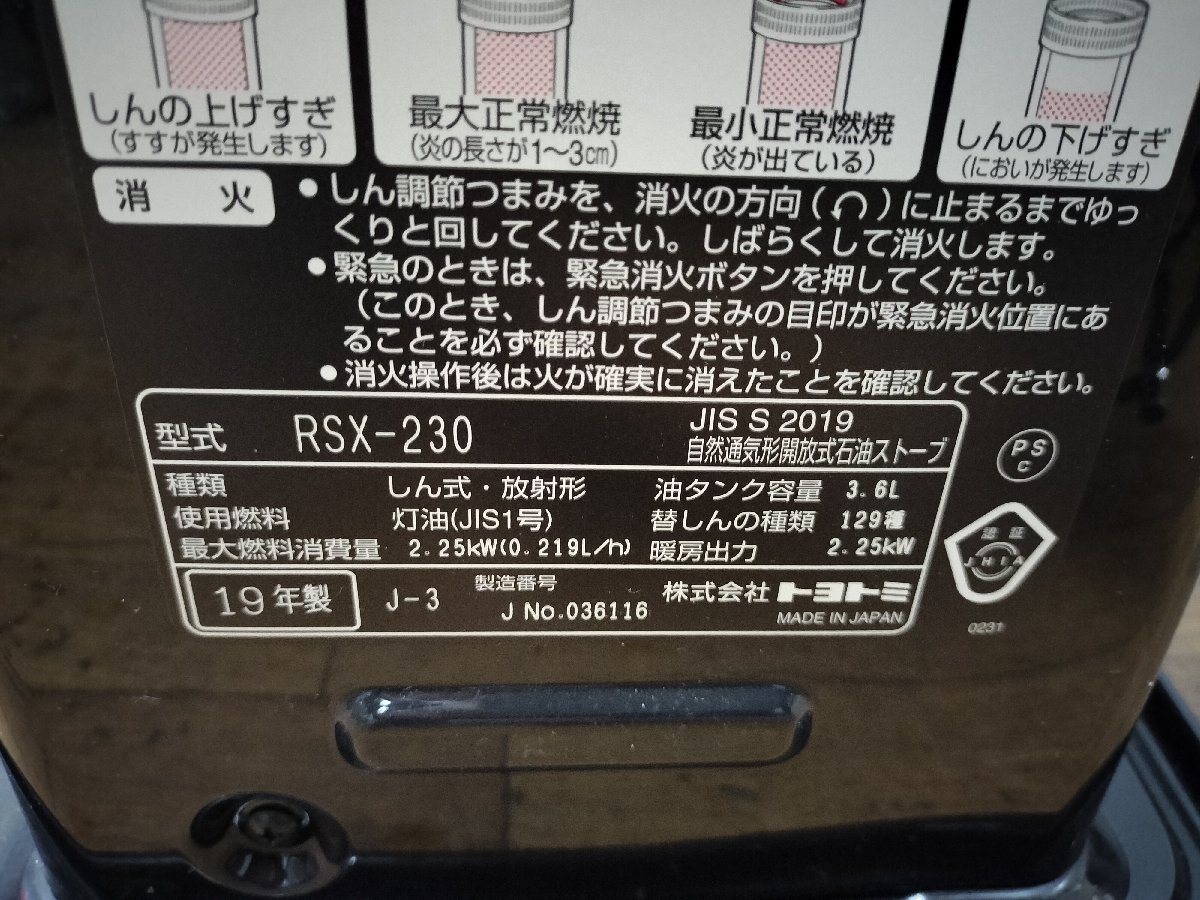 しんの上げすぎ
(すすが発生します)
最大正常燃焼
(炎の長さが1〜3cm)
最小正常燃焼
(炎が出ている)
しんの下げすぎ
(においが発生します)
消火
●しん調節つまみを、消火の方向(↶)に止まるまでゆっ
くりと回してください。しばらくして消火します。
●緊急のときは、緊急消火ボタンを押してください。
(このとき、しん調節つまみの目印が緊急消火位置にあ
ることを必ず確認してください。)
●消火操作後は火が確実に消えたことを確認してください。
型式 RSX-230
JIS S 2019
自然通気形開放式石油ストーブ
種類 しん式・放射形 油タンク容量 3.6L
使用燃料 灯油(JIS1号) 替しんの種類 129種
最大燃料消費量 2.25kW(0.219L/h) 暖房出力 2.25kW
19年製 J-3 製造番号
J No.036116
株式会社トヨトミ
MADE IN JAPAN
PS
C
認証
JHIA
0231